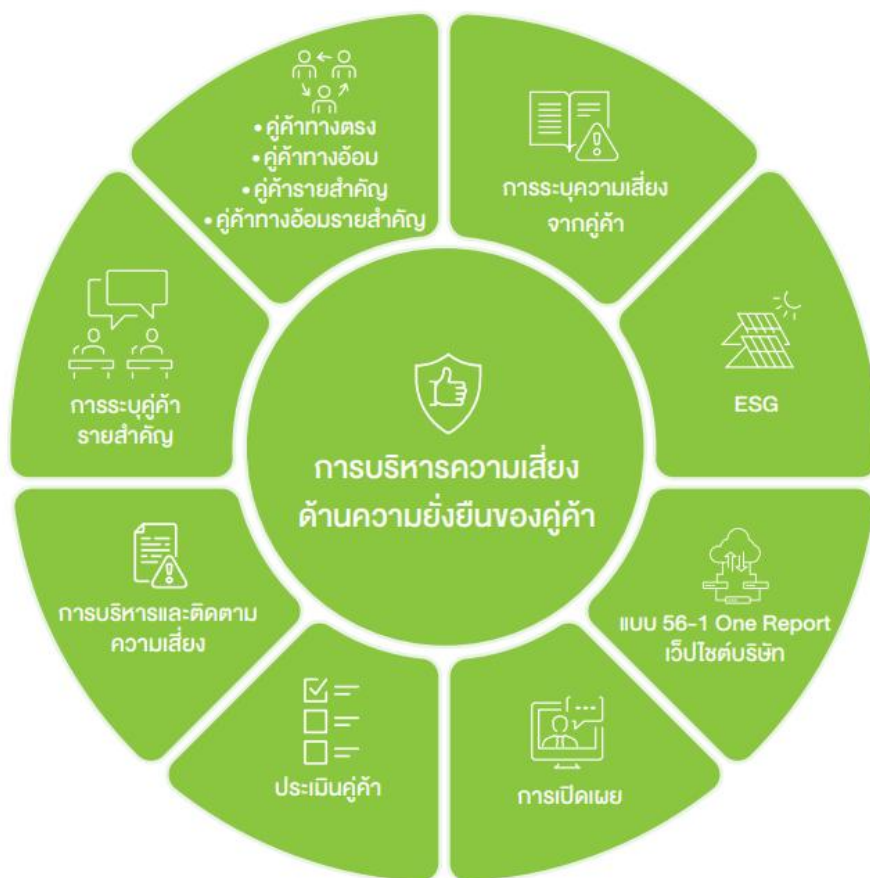 • คู่ค้าทางตรง
• คู่ค้าทางอ้อม
• คู่ค้ารายสำคัญ
• คู่ค้าทางอ้อมรายสำคัญ
การระบุความเสี่ยง
จากคู่ค้า
ESG
แบบ 56-1 One Report
เว็ปไซต์บริษัท
การเปิดเผย
ประเมินคู่ค้า
การบริหารและติดตาม
ความเสี่ยง
การระบุคู่ค้า
รายสำคัญ
การบริหารความเสี่ยง
ด้านความยั่งยืนของคู่ค้า